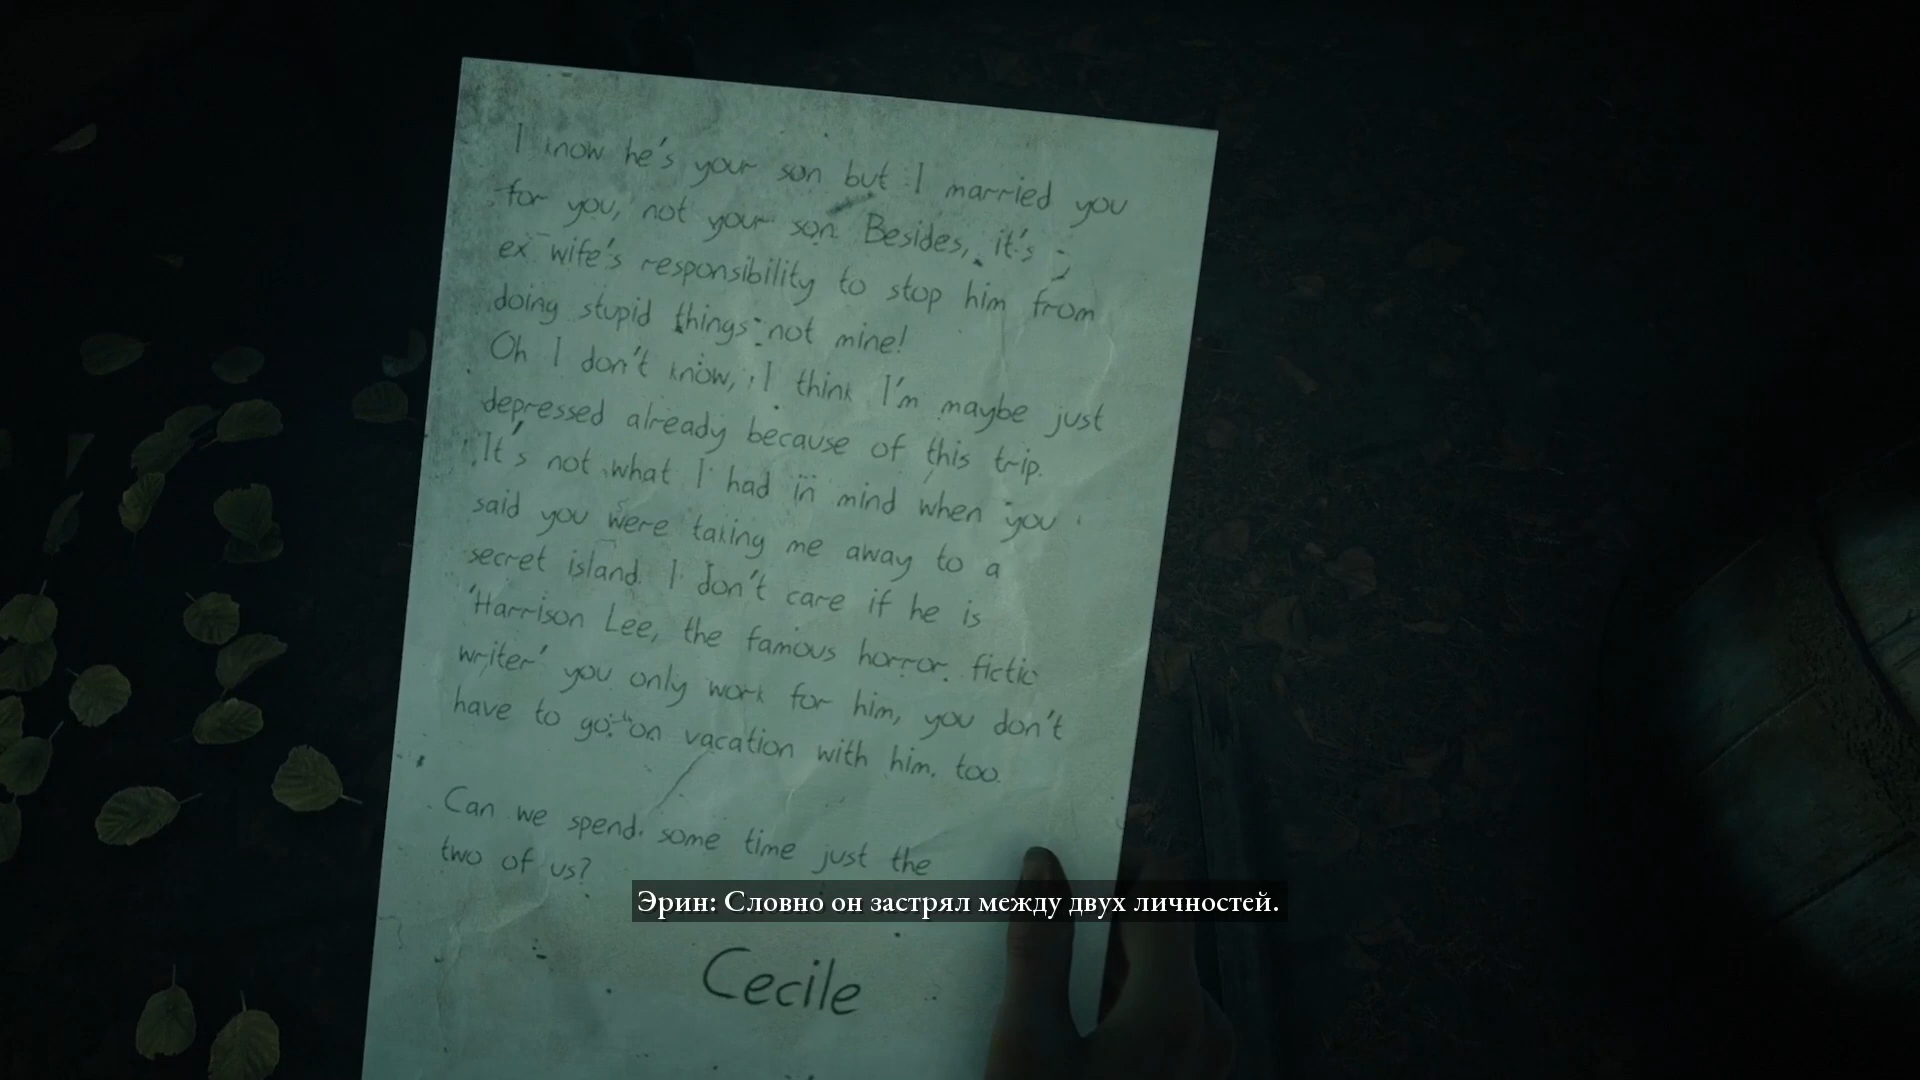 I know he's your son but I married you
for you, not your son. Besides, it's
ex wife's responsibility to stop him from
doing stupid things not mine!
Oh I don't know, I think I'm maybe just
depressed already because of this trip.
It's not what I had in mind when you
said you were taking me away to a
secret island. I don't care if he is
'Harrison Lee, the famous horror fictio
writer' you only work for him, you don't
have to go on vacation with him, too.
Can we spend some time just the
two of us?
Эрин: Словно он застрял между двух личностей.
Cecile